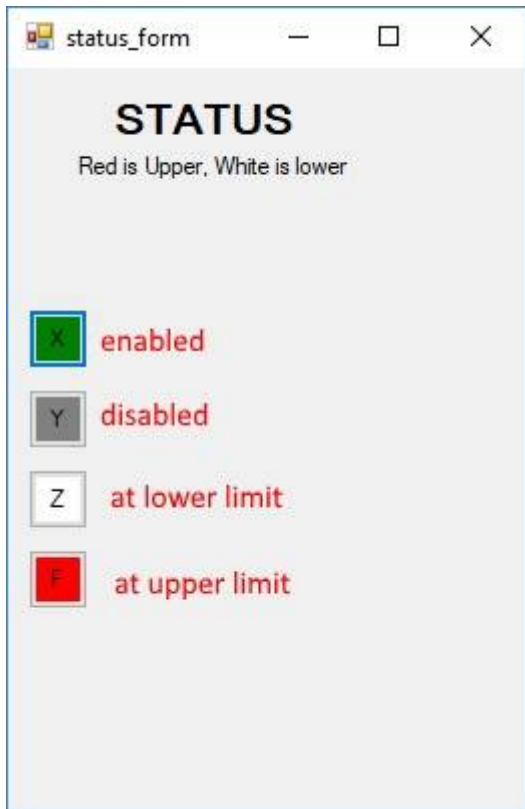 status_form
STATUS
Red is Upper, White is lower
X enabled
Y disabled
Z at lower limit
F at upper limit